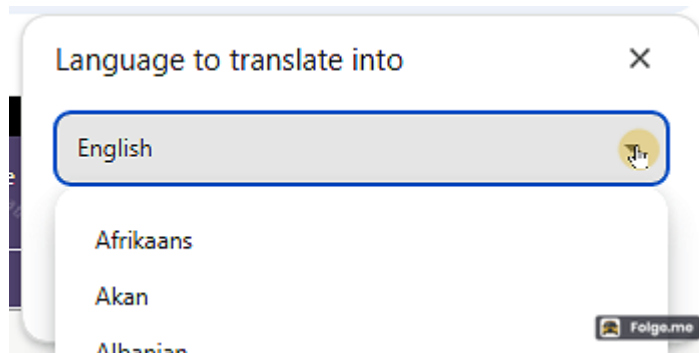 Language to translate into
English
e
Afrikaans
Akan
Albanian
Folge.me